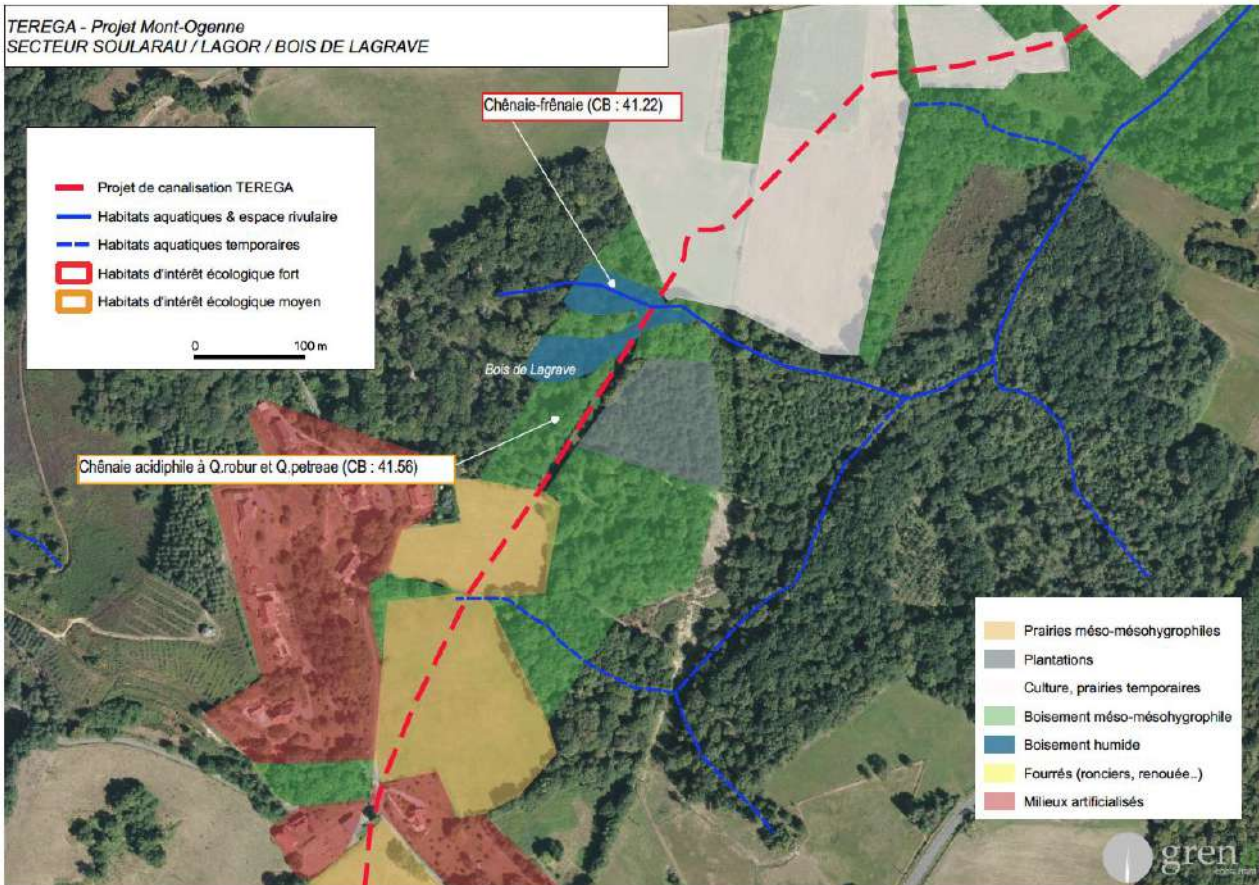 TEREGA - Projet Mont-Ogenne
SECTEUR SOULARAU / LAGOR / BOIS DE LAGRAVE
Chênaie-frênaie (CB : 41.22)
Projet de canalisation TEREGA
Habitats aquatiques & espace rivulaire
Habitats aquatiques temporaires
Habitats d'intérêt écologique fort
Habitats d'intérêt écologique moyen
0 100 m
Bois de Lagrave
Chênaie acidiphile à Q.robur et Q.petreae (CB : 41.56)
Prairies méso-mésohygrophiles
Plantations
Culture, prairies temporaires
Boisement méso-mésohygrophile
Boisement humide
Fourrés (ronciers, renouée..)
Milieux artificialisés
gren